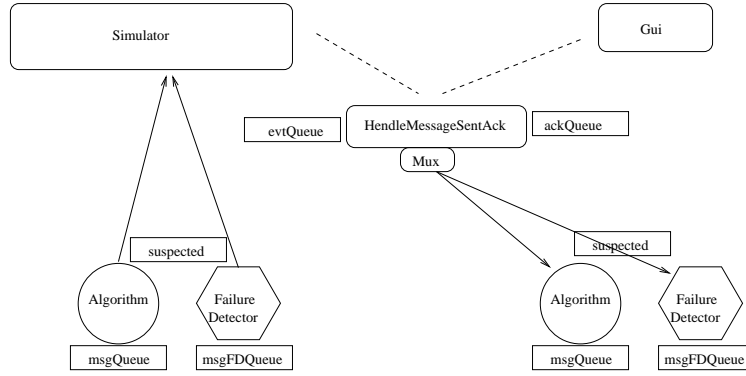 Simulator
Gui
evtQueue
HendleMessageSentAck
ackQueue
Mux
suspected
suspected
Algorithm
Failure
Detector
Algorithm
Failure
Detector
msgQueue
msgFDQueue
msgQueue
msgFDQueue